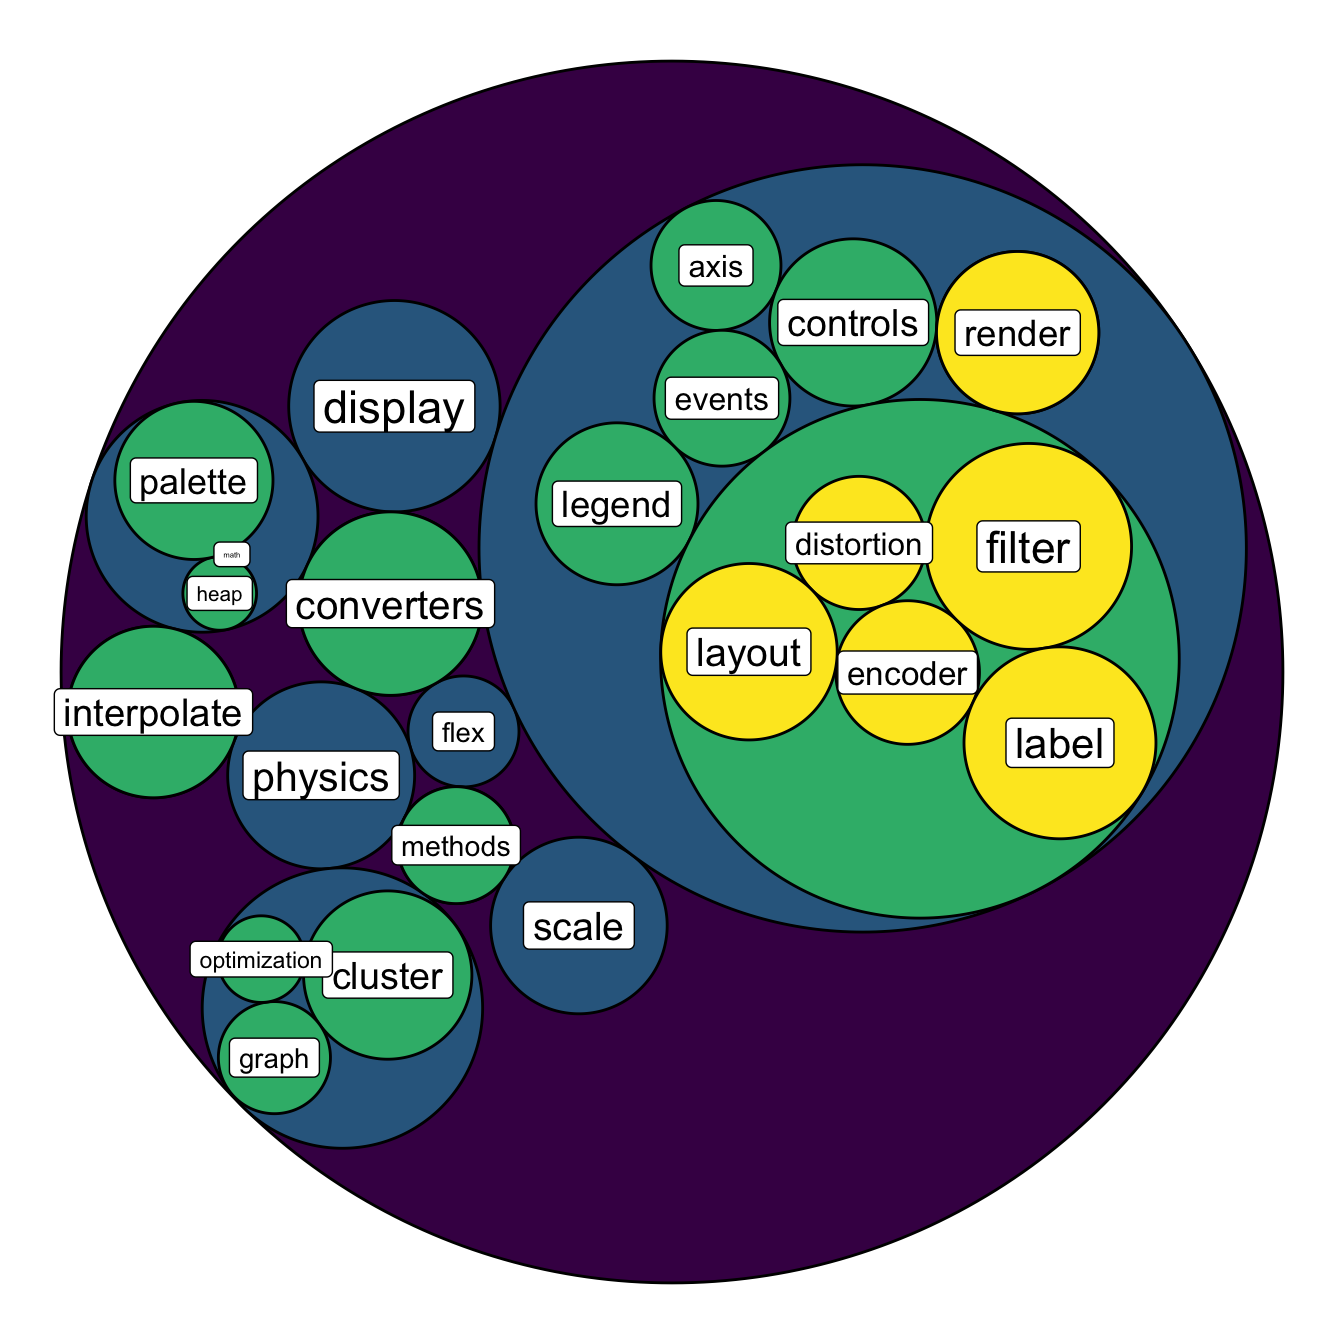 axis
controls
render
display
events
palette
legend
distortion
filter
math
heap
converters
layout
encoder
interpolate
flex
label
physics
methods
scale
optimization
cluster
graph